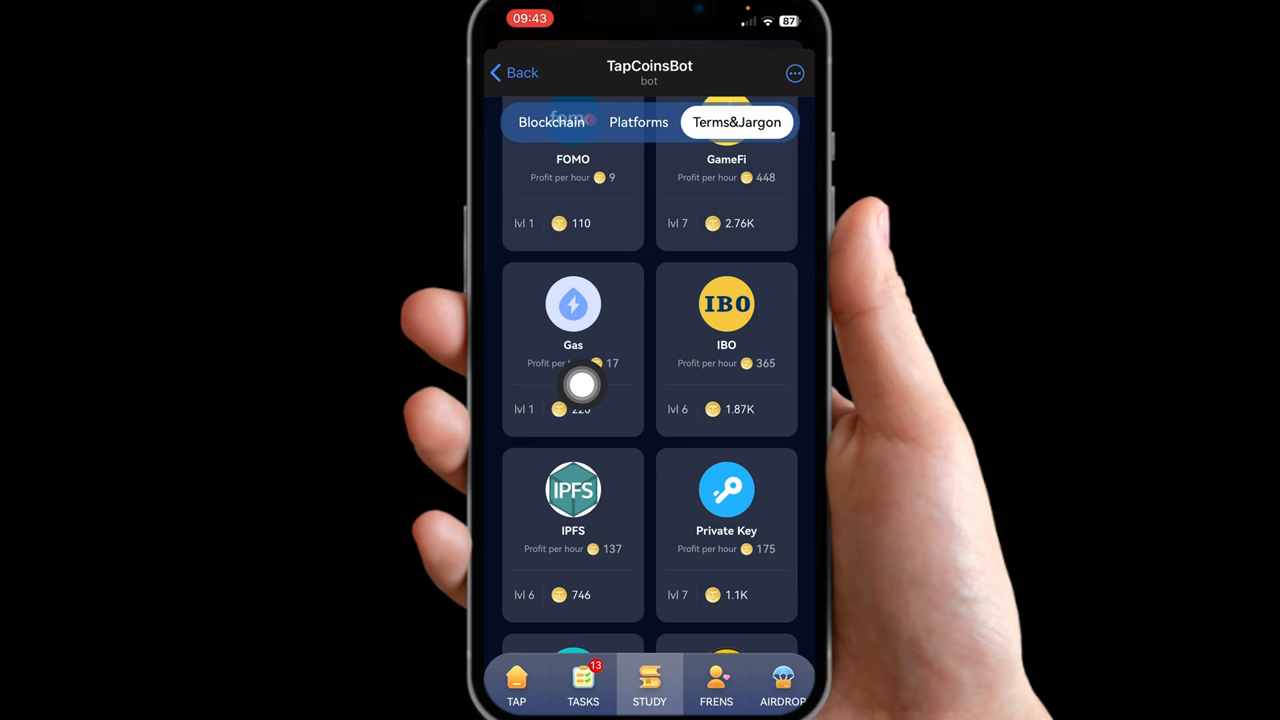 09:43
87
Back
TapCoinsBot
bot
Blockchain Platforms Terms&Jargon
FOMO
Profit per hour 9
lvl 1 110
GameFi
Profit per hour 448
lvl 7 2.76K
Gas
17
lvl 1
IBO
IBO
Profit per hour 365
lvl 6 1.87K
IPFS
IPFS
Profit per hour 137
lvl 6 746
Private Key
Profit per hour 175
lvl 7 1.1K
13
TAP TASKS STUDY FRENS AIRDROP